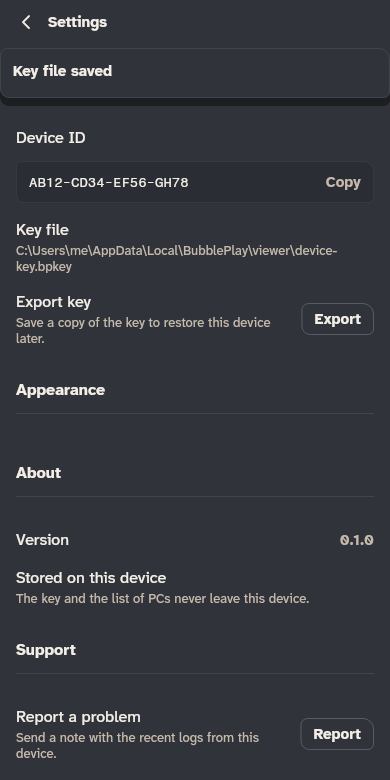 Settings
Key file saved
Device ID
AB12-CD34-EF56-GH78 Copy
Key file
C:\Users\me\AppData\Local\BubblePlay\viewer\device-
key.bpkey
Export key
Save a copy of the key to restore this device
later.
Export
Appearance
About
Version 0.1.0
Stored on this device
The key and the list of PCs never leave this device.
Support
Report a problem
Send a note with the recent logs from this
device.
Report